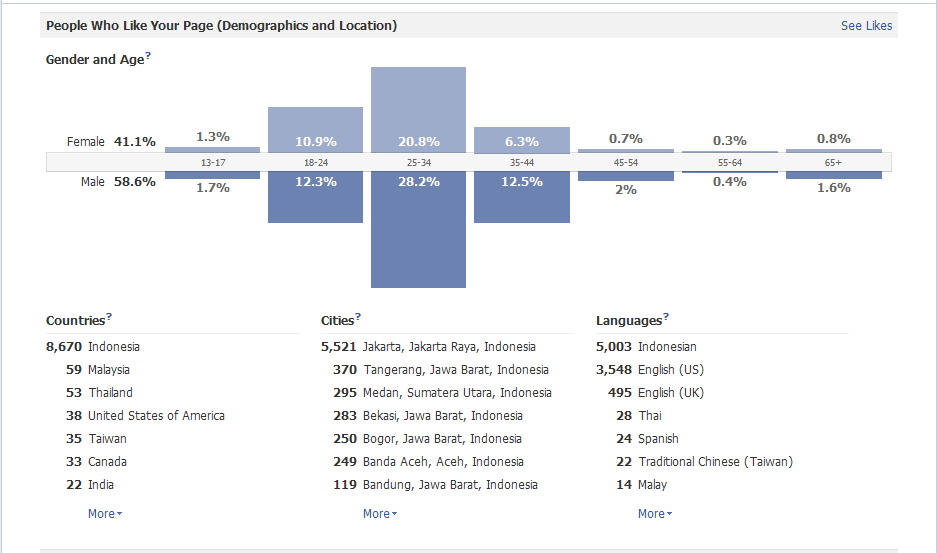 People Who Like Your Page (Demographics and Location) See Likes
Gender and Age?
Female 41.1% 1.3% 10.9% 20.8% 6.3% 0.7% 0.3% 0.8%
13-17 18-24 25-34 35-44 45-54 55-64 65+
Male 58.6% 1.7% 12.3% 28.2% 12.5% 2% 0.4% 1.6%
Countries? Cities? Languages?
8,670 Indonesia 5,521 Jakarta, Jakarta Raya, Indonesia 5,003 Indonesian
59 Malaysia 370 Tangerang, Jawa Barat, Indonesia 3,548 English (US)
53 Thailand 295 Medan, Sumatera Utara, Indonesia 495 English (UK)
38 United States of America 283 Bekasi, Jawa Barat, Indonesia 28 Thai
35 Taiwan 250 Bogor, Jawa Barat, Indonesia 24 Spanish
33 Canada 249 Banda Aceh, Aceh, Indonesia 22 Traditional Chinese (Taiwan)
22 India 119 Bandung, Jawa Barat, Indonesia 14 Malay
More More More